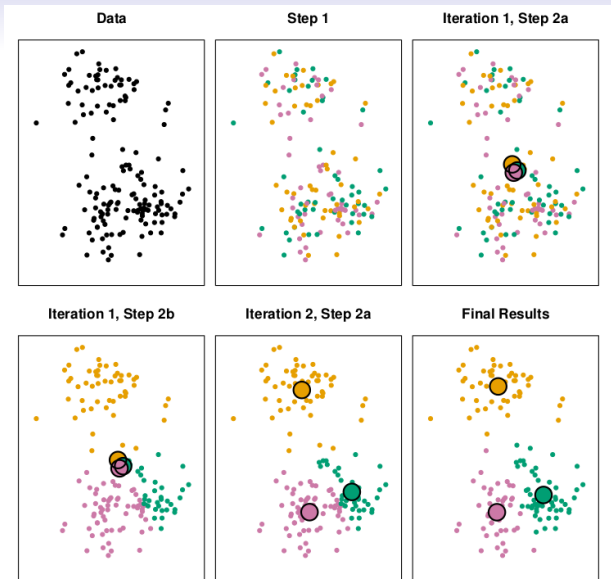 Data
Step 1
Iteration 1, Step 2a
Iteration 1, Step 2b
Iteration 2, Step 2a
Final Results